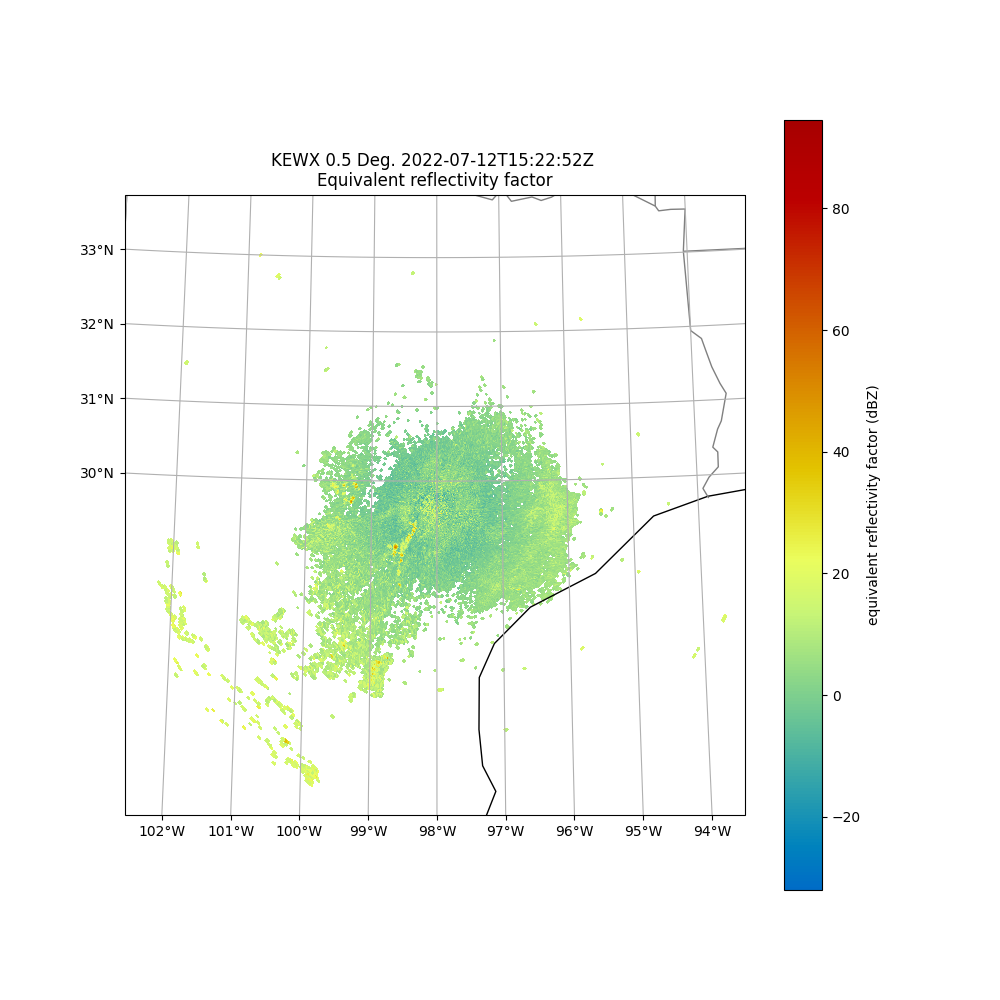 KEWX 0.5 Deg. 2022-07-12T15:22:52Z
Equivalent reflectivity factor
33°N
32°N
31°N
30°N
102°W 101°W 100°W 99°W 98°W 97°W 96°W 95°W 94°W
80
60
40
20
0
−20
equivalent reflectivity factor (dBZ)